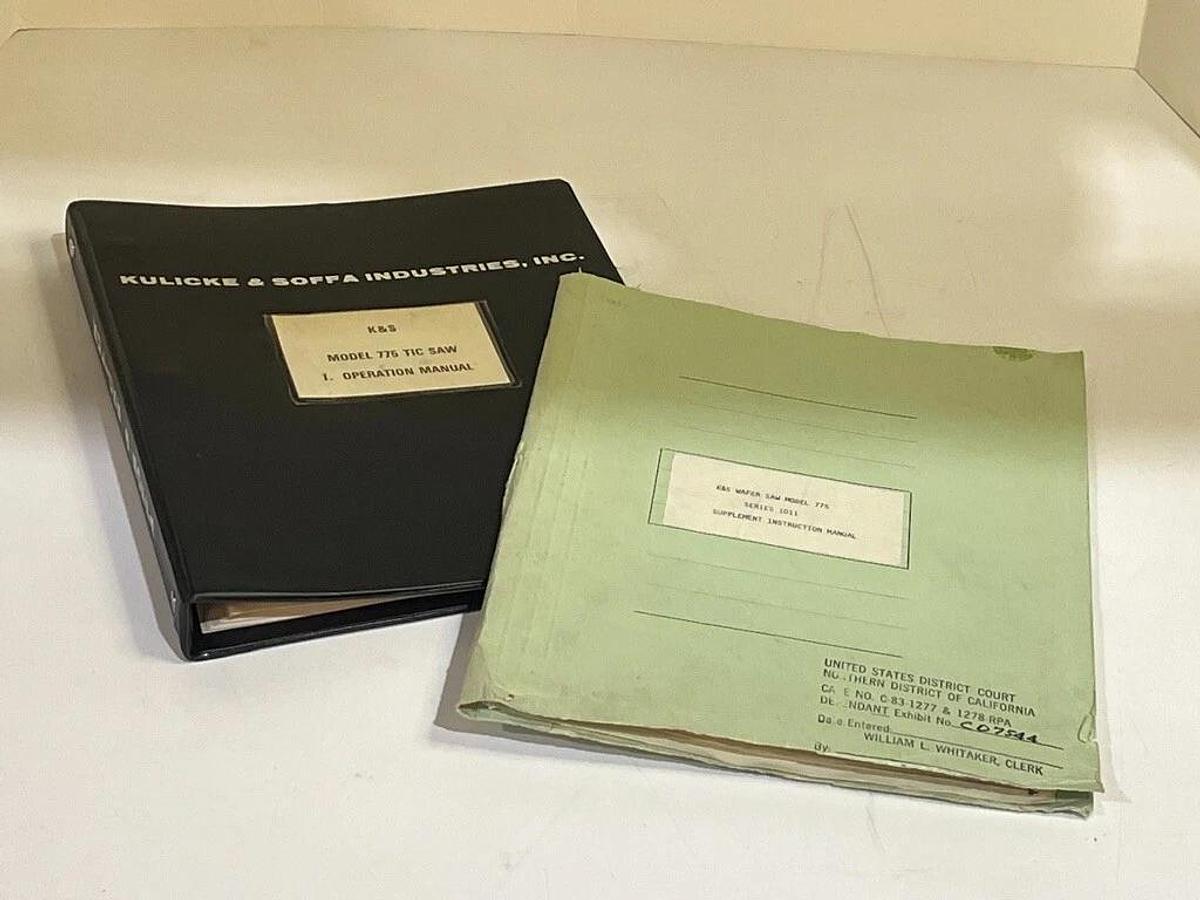 KULICKE & SOFFA INDUSTRIES, INC.
K&S
MODEL 775 TIC SAW
I. OPERATION MANUAL
K&S WAFER SAW MODEL 775
SERIES 1011
SUPPLEMENT INSTRUCTION MANUAL
UNITED STATES DISTRICT COURT
NORTHERN DISTRICT OF CALIFORNIA
CASE NO. C-83-1277 & 1278-RPA
DEFENDANT Exhibit No.
Date Entered
WILLIAM L. WHITAKER, CLERK
By: